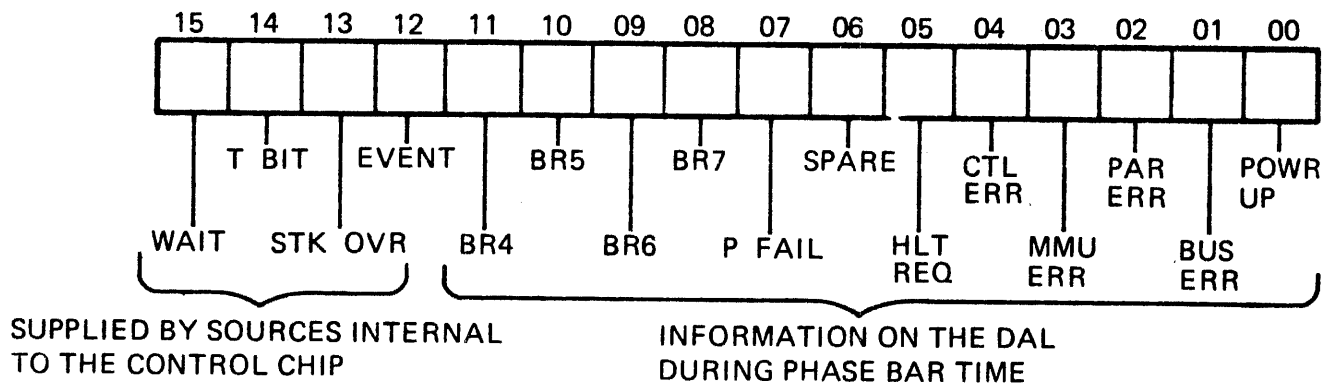 15 14 13 12 11 10 09 08 07 06 05 04 03 02 01 00
T BIT EVENT BR5 BR7 SPARE CTL ERR PAR ERR POWR UP
WAIT STK OVR BR4 BR6 P FAIL HLT REQ MMU ERR BUS ERR
SUPPLIED BY SOURCES INTERNAL
TO THE CONTROL CHIP
INFORMATION ON THE DAL
DURING PHASE BAR TIME